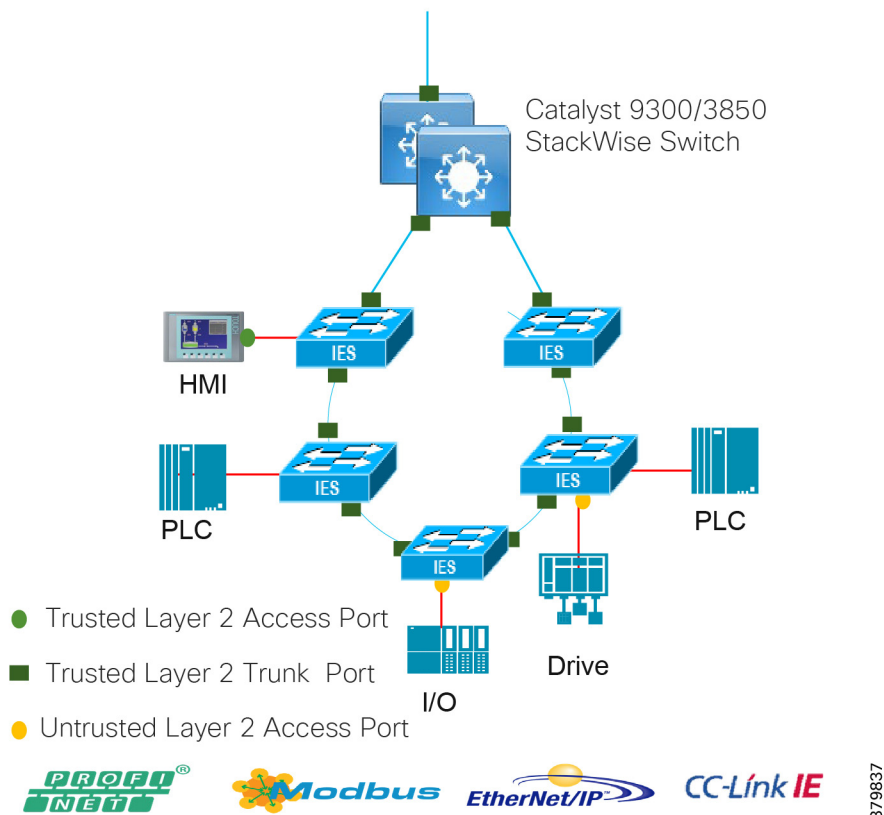 Catalyst 9300/3850
StackWise Switch
IES
IES
HMI
IES
IES
PLC
PLC
IES
Trusted Layer 2 Access Port
Drive
Trusted Layer 2 Trunk Port
I/O
Untrusted Layer 2 Access Port
PROFI
NET®
Modbus
EtherNet/IP™
CC-Link IE
379837